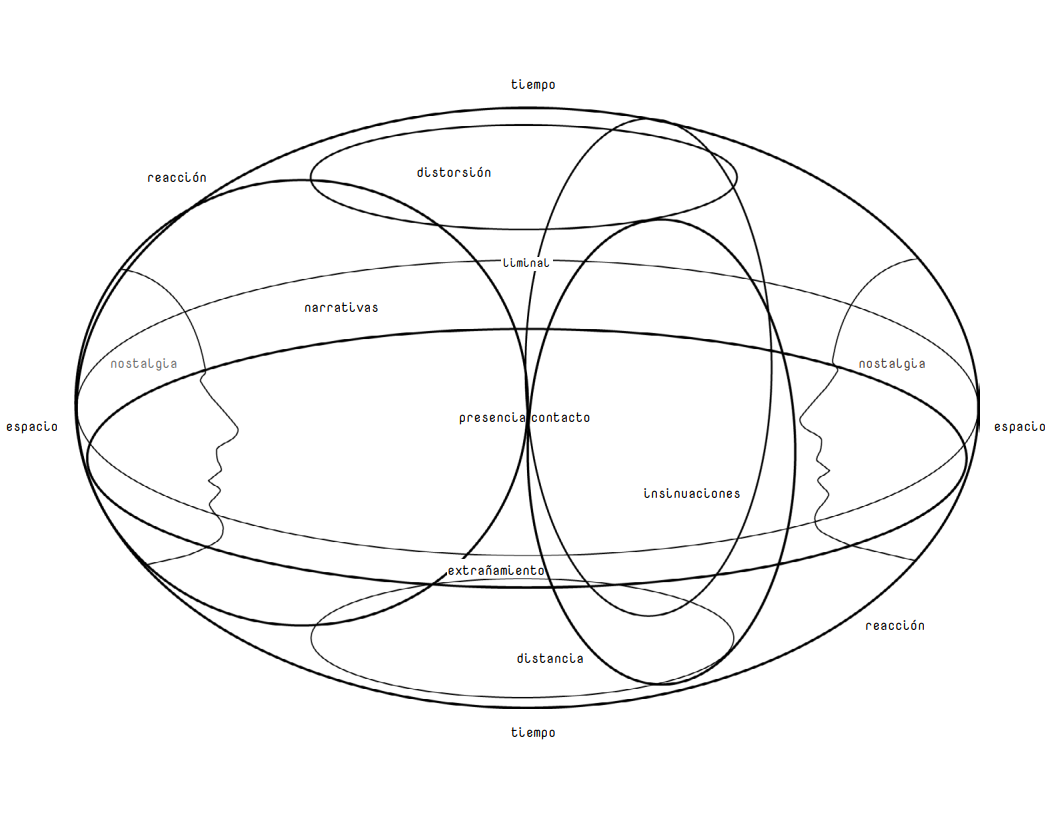 tiempo
distorsión
reacción
liminal
narrativas
nostalgia
nostalgia
presencia contacto
espacio
espacio
insinuaciones
extrañamiento
reacción
distancia
tiempo